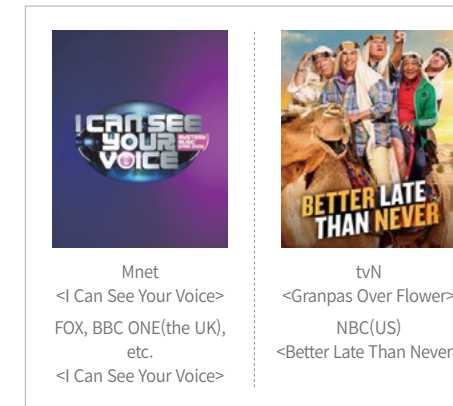 I CAN SEE
YOUR
VOICE
MYSTERY
MUSIC
GAME SHOW
Mnet
<I Can See Your Voice>
FOX, BBC ONE(the UK),
etc.
<I Can See Your Voice>
BETTER LATE
THAN NEVER
tvN
<Granpas Over Flower>
NBC(US)
<Better Late Than Never